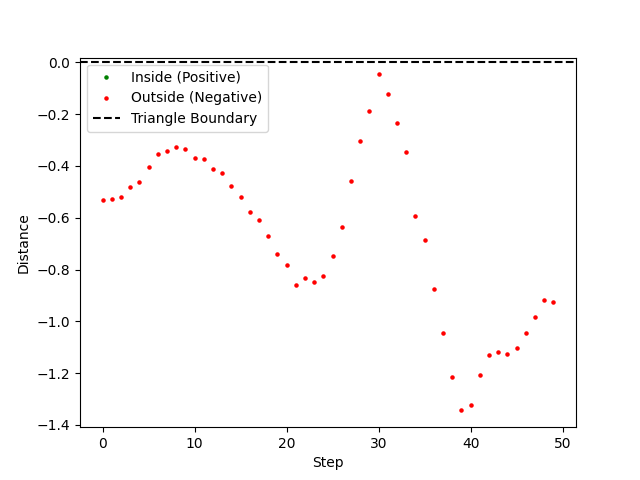 0.0
−0.2
−0.4
−0.6
−0.8
−1.0
−1.2
−1.4
Distance
Inside (Positive)
Outside (Negative)
Triangle Boundary
0 10 20 30 40 50
Step